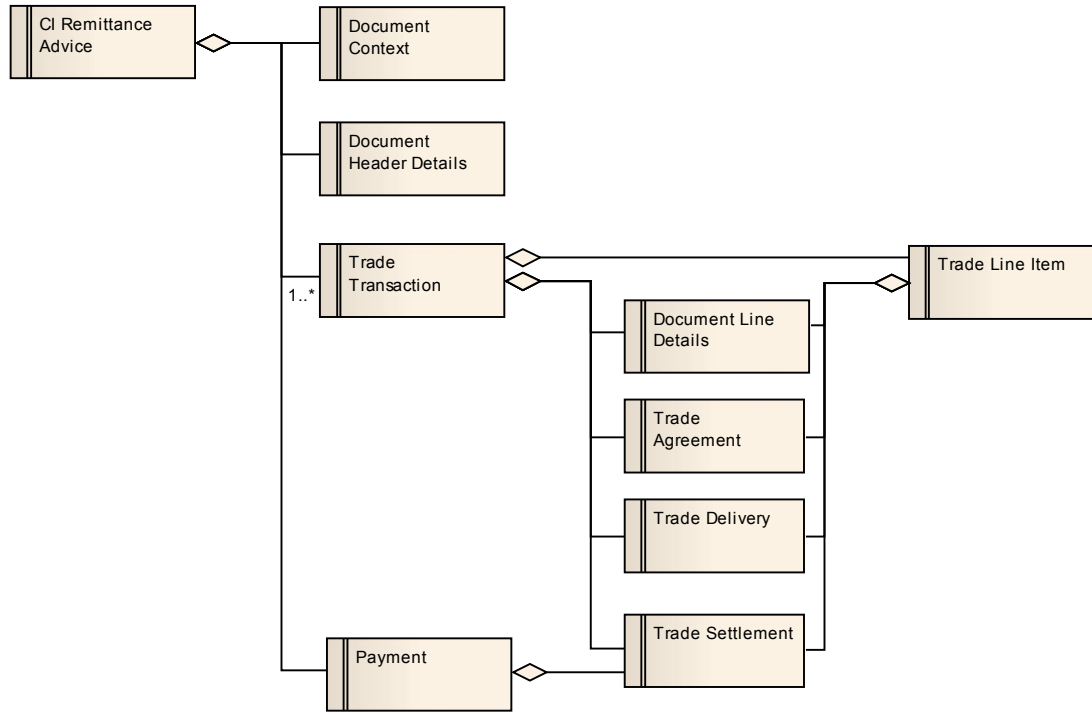 CI Remittance
Advice
Document
Context
Document
Header Details
Trade
Transaction
1..*
Trade Line Item
Document Line
Details
Trade
Agreement
Trade Delivery
Trade Settlement
Payment